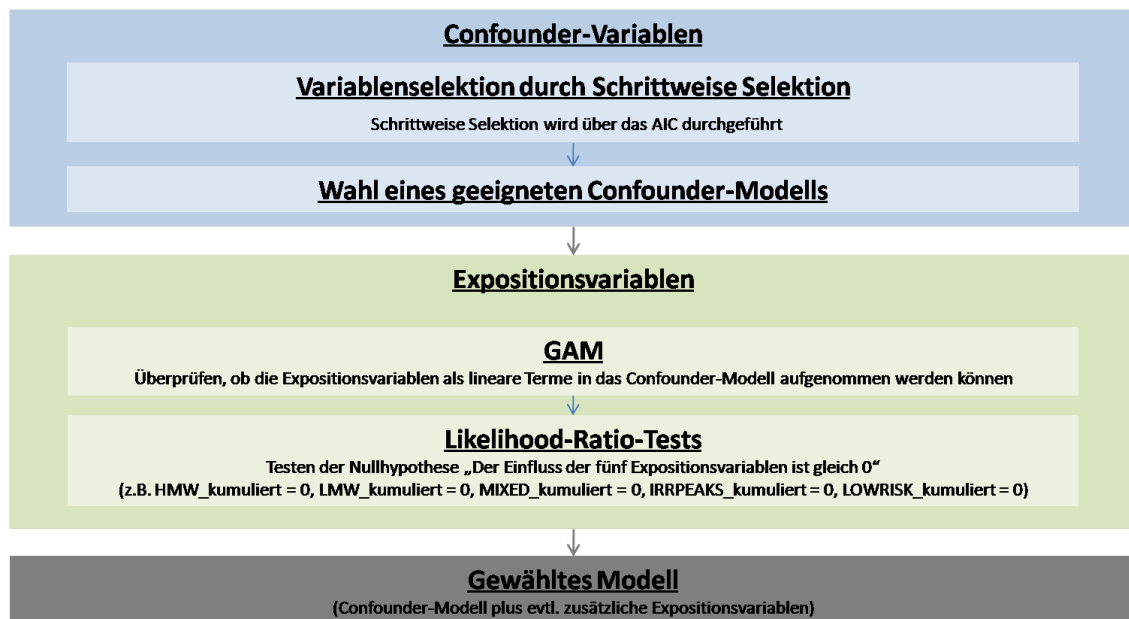 Confounder-Variablen
Variablenselektion durch Schrittweise Selektion
Schrittweise Selektion wird über das AIC durchgeführt
Wahl eines geeigneten Confounder-Modells
Expositionsvariablen
GAM
Überprüfen, ob die Expositionsvariablen als lineare Terme in das Confounder-Modell aufgenommen werden können
Likelihood-Ratio-Tests
Testen der Nullhypothese „Der Einfluss der fünf Expositionsvariablen ist gleich 0“
(z.B. HMW_kumuliert = 0, LMW_kumuliert = 0, MIXED_kumuliert = 0, IRRPEAKS_kumuliert = 0, LOWRISK_kumuliert = 0)
Gewähltes Modell
(Confounder-Modell plus evtl. zusätzliche Expositionsvariablen)